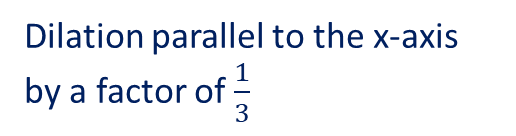 Dilation parallel to the x-axis
by a factor of 1/3